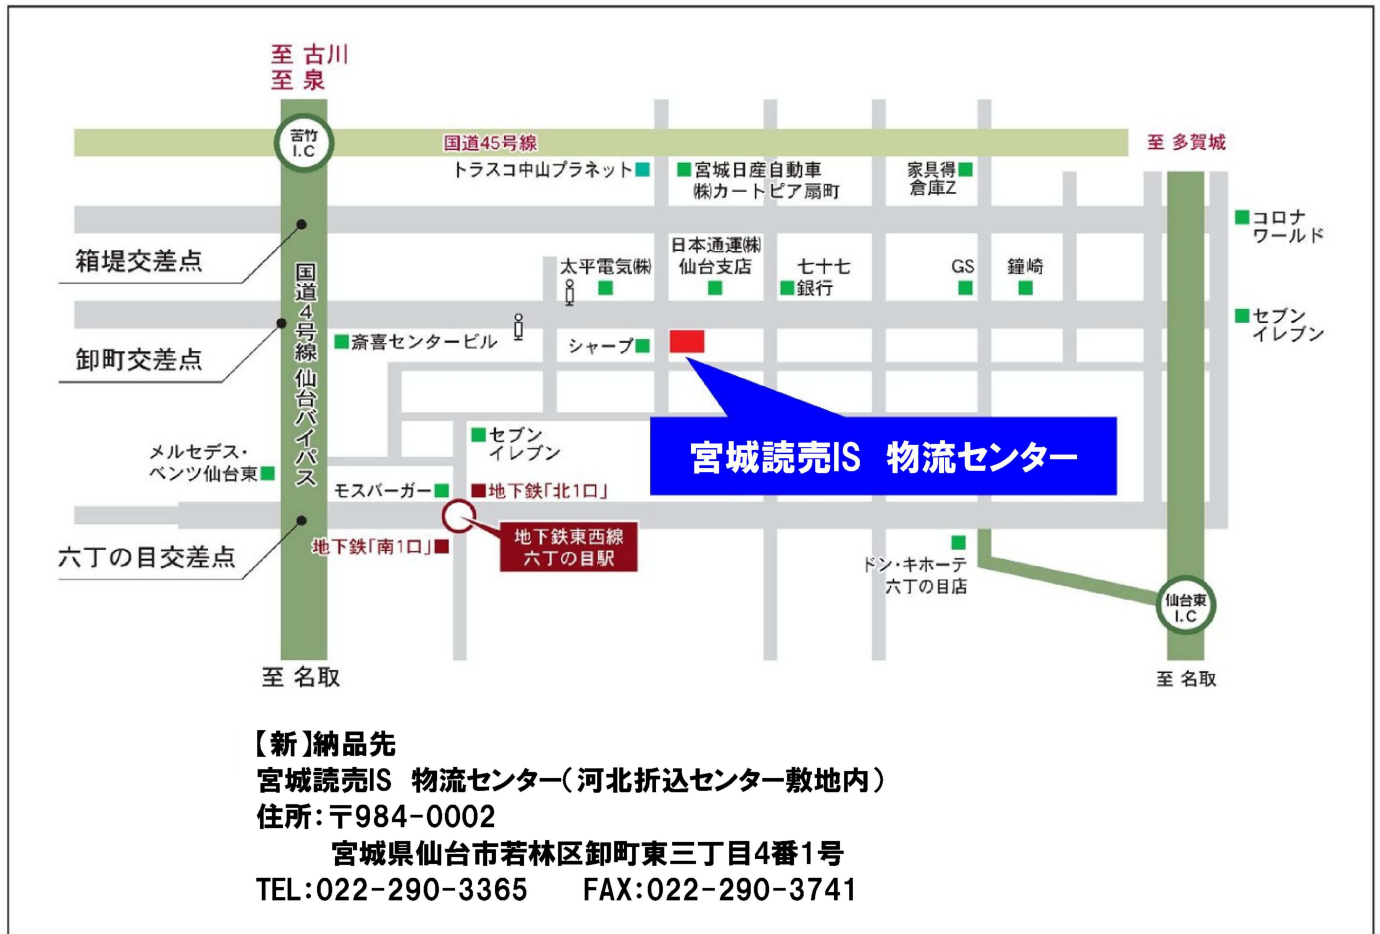 至 古川
至 泉
苦竹
I.C
国道45号線
至 多賀城
トラスコ中山プラネット
宮城日産自動車
㈱カートピア扇町
家具得
倉庫Z
コロナ
ワールド
箱堤交差点
日本通運㈱
仙台支店
太平電気㈱
七十七
銀行
GS
鐘崎
国道4号線 仙台バイパス
セブン
イレブン
斎喜センタービル
シャープ
卸町交差点
宮城読売IS 物流センター
セブン
イレブン
メルセデス・
ベンツ仙台東
モスバーガー
地下鉄「北1口」
地下鉄東西線
六丁の目駅
地下鉄「南1口」
六丁の目交差点
ドン・キホーテ
六丁の目店
仙台東
I.C
至 名取
至 名取
【新】納品先
宮城読売IS 物流センター(河北折込センター敷地内)
住所:〒984-0002
宮城県仙台市若林区卸町東三丁目4番1号
TEL:022-290-3365 FAX:022-290-3741